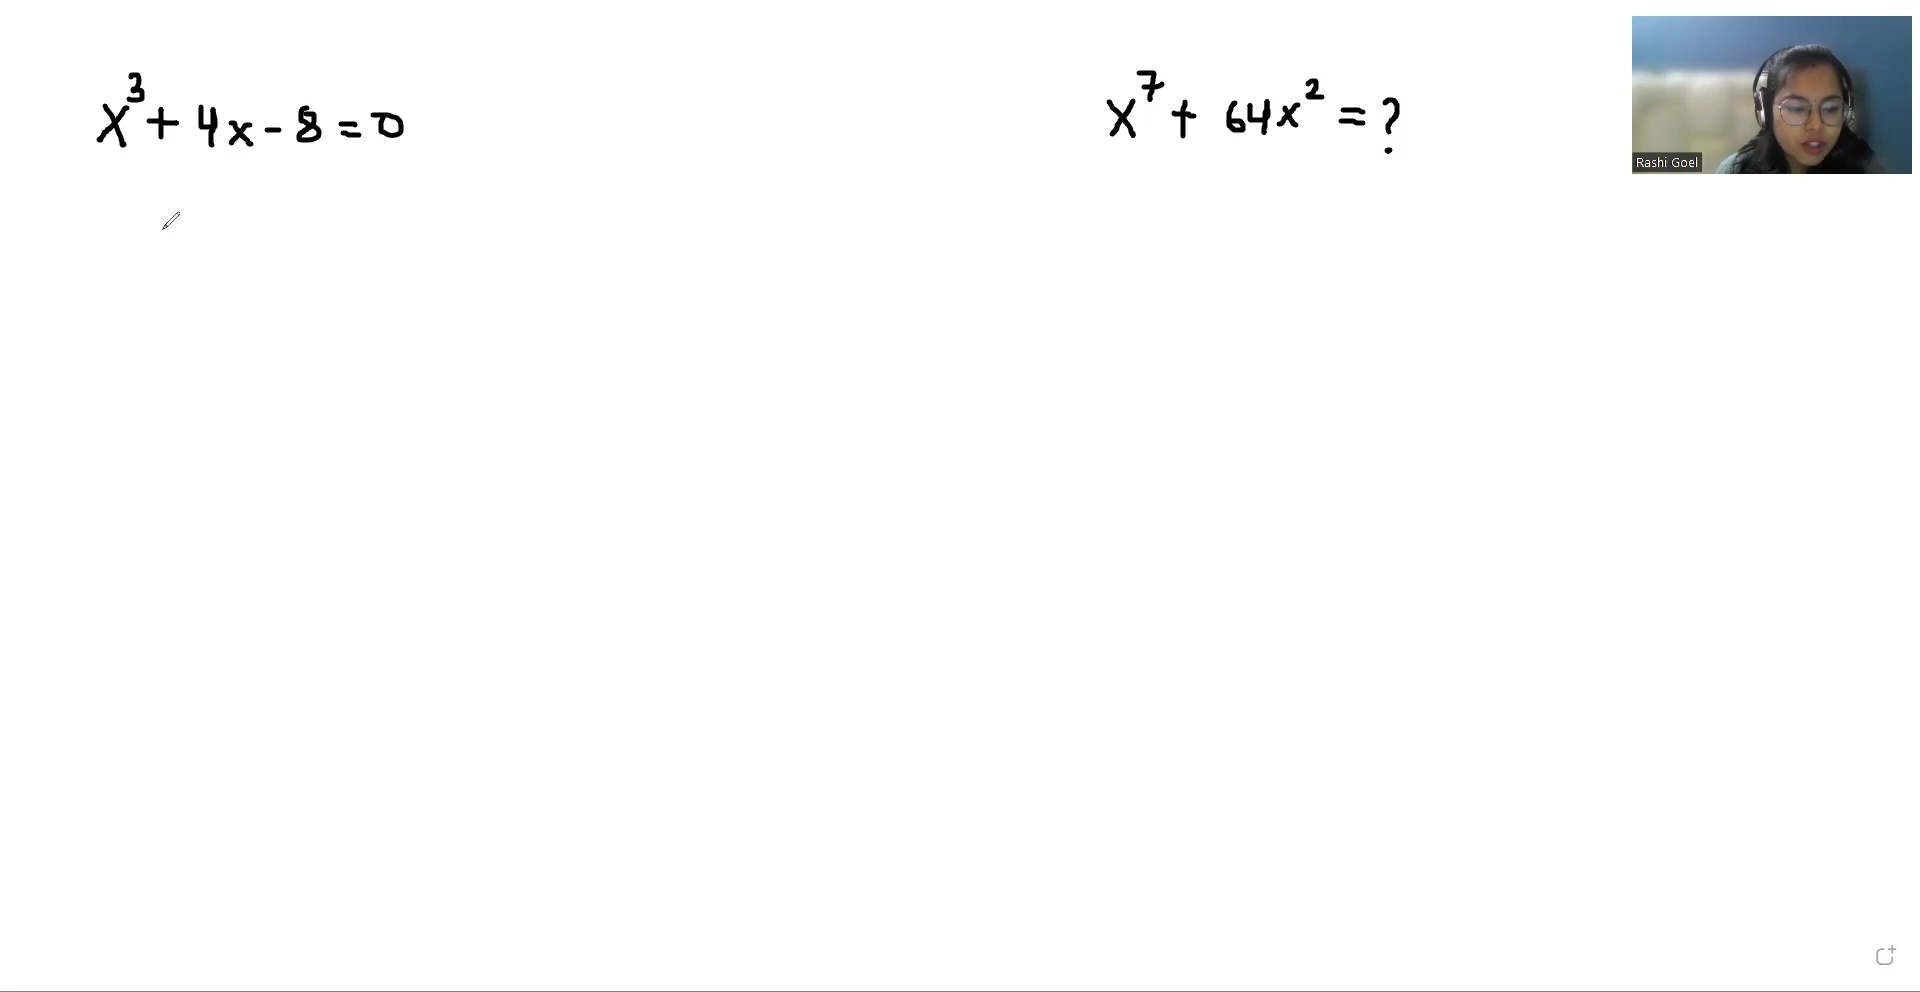 x³ + 4x - 8 = 0
x⁷ + 64x² = ?
Rashi Goel